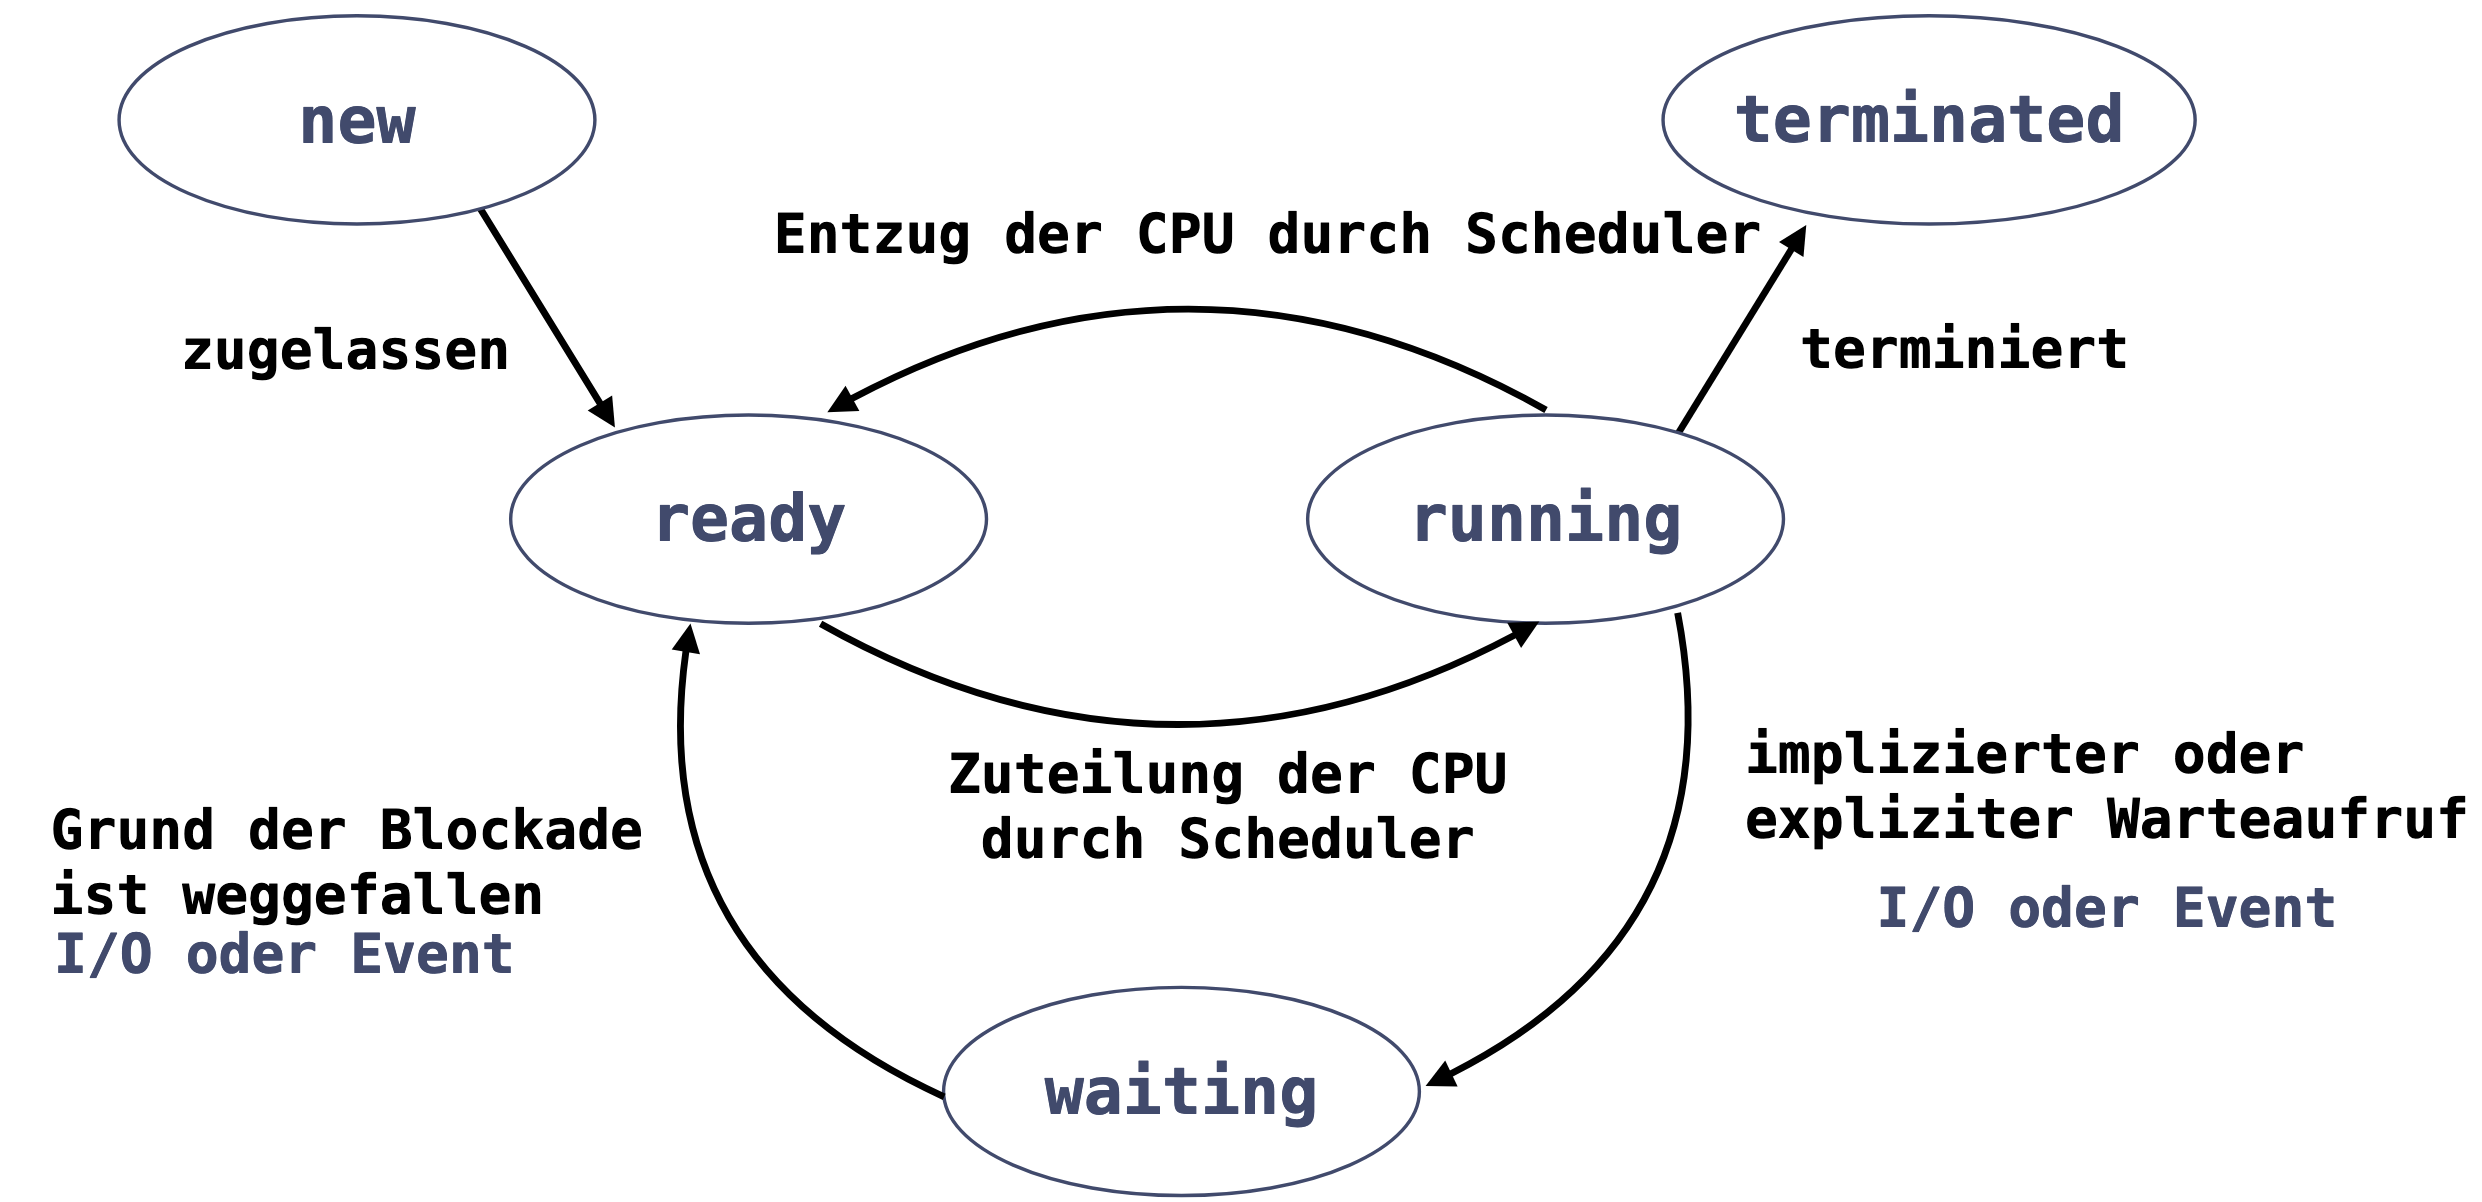 new
terminated
Entzug der CPU durch Scheduler
zugelassen
terminiert
ready
running
Zuteilung der CPU
durch Scheduler
implizierter oder
expliziter Warteaufruf
I/O oder Event
Grund der Blockade
ist weggefallen
I/O oder Event
waiting